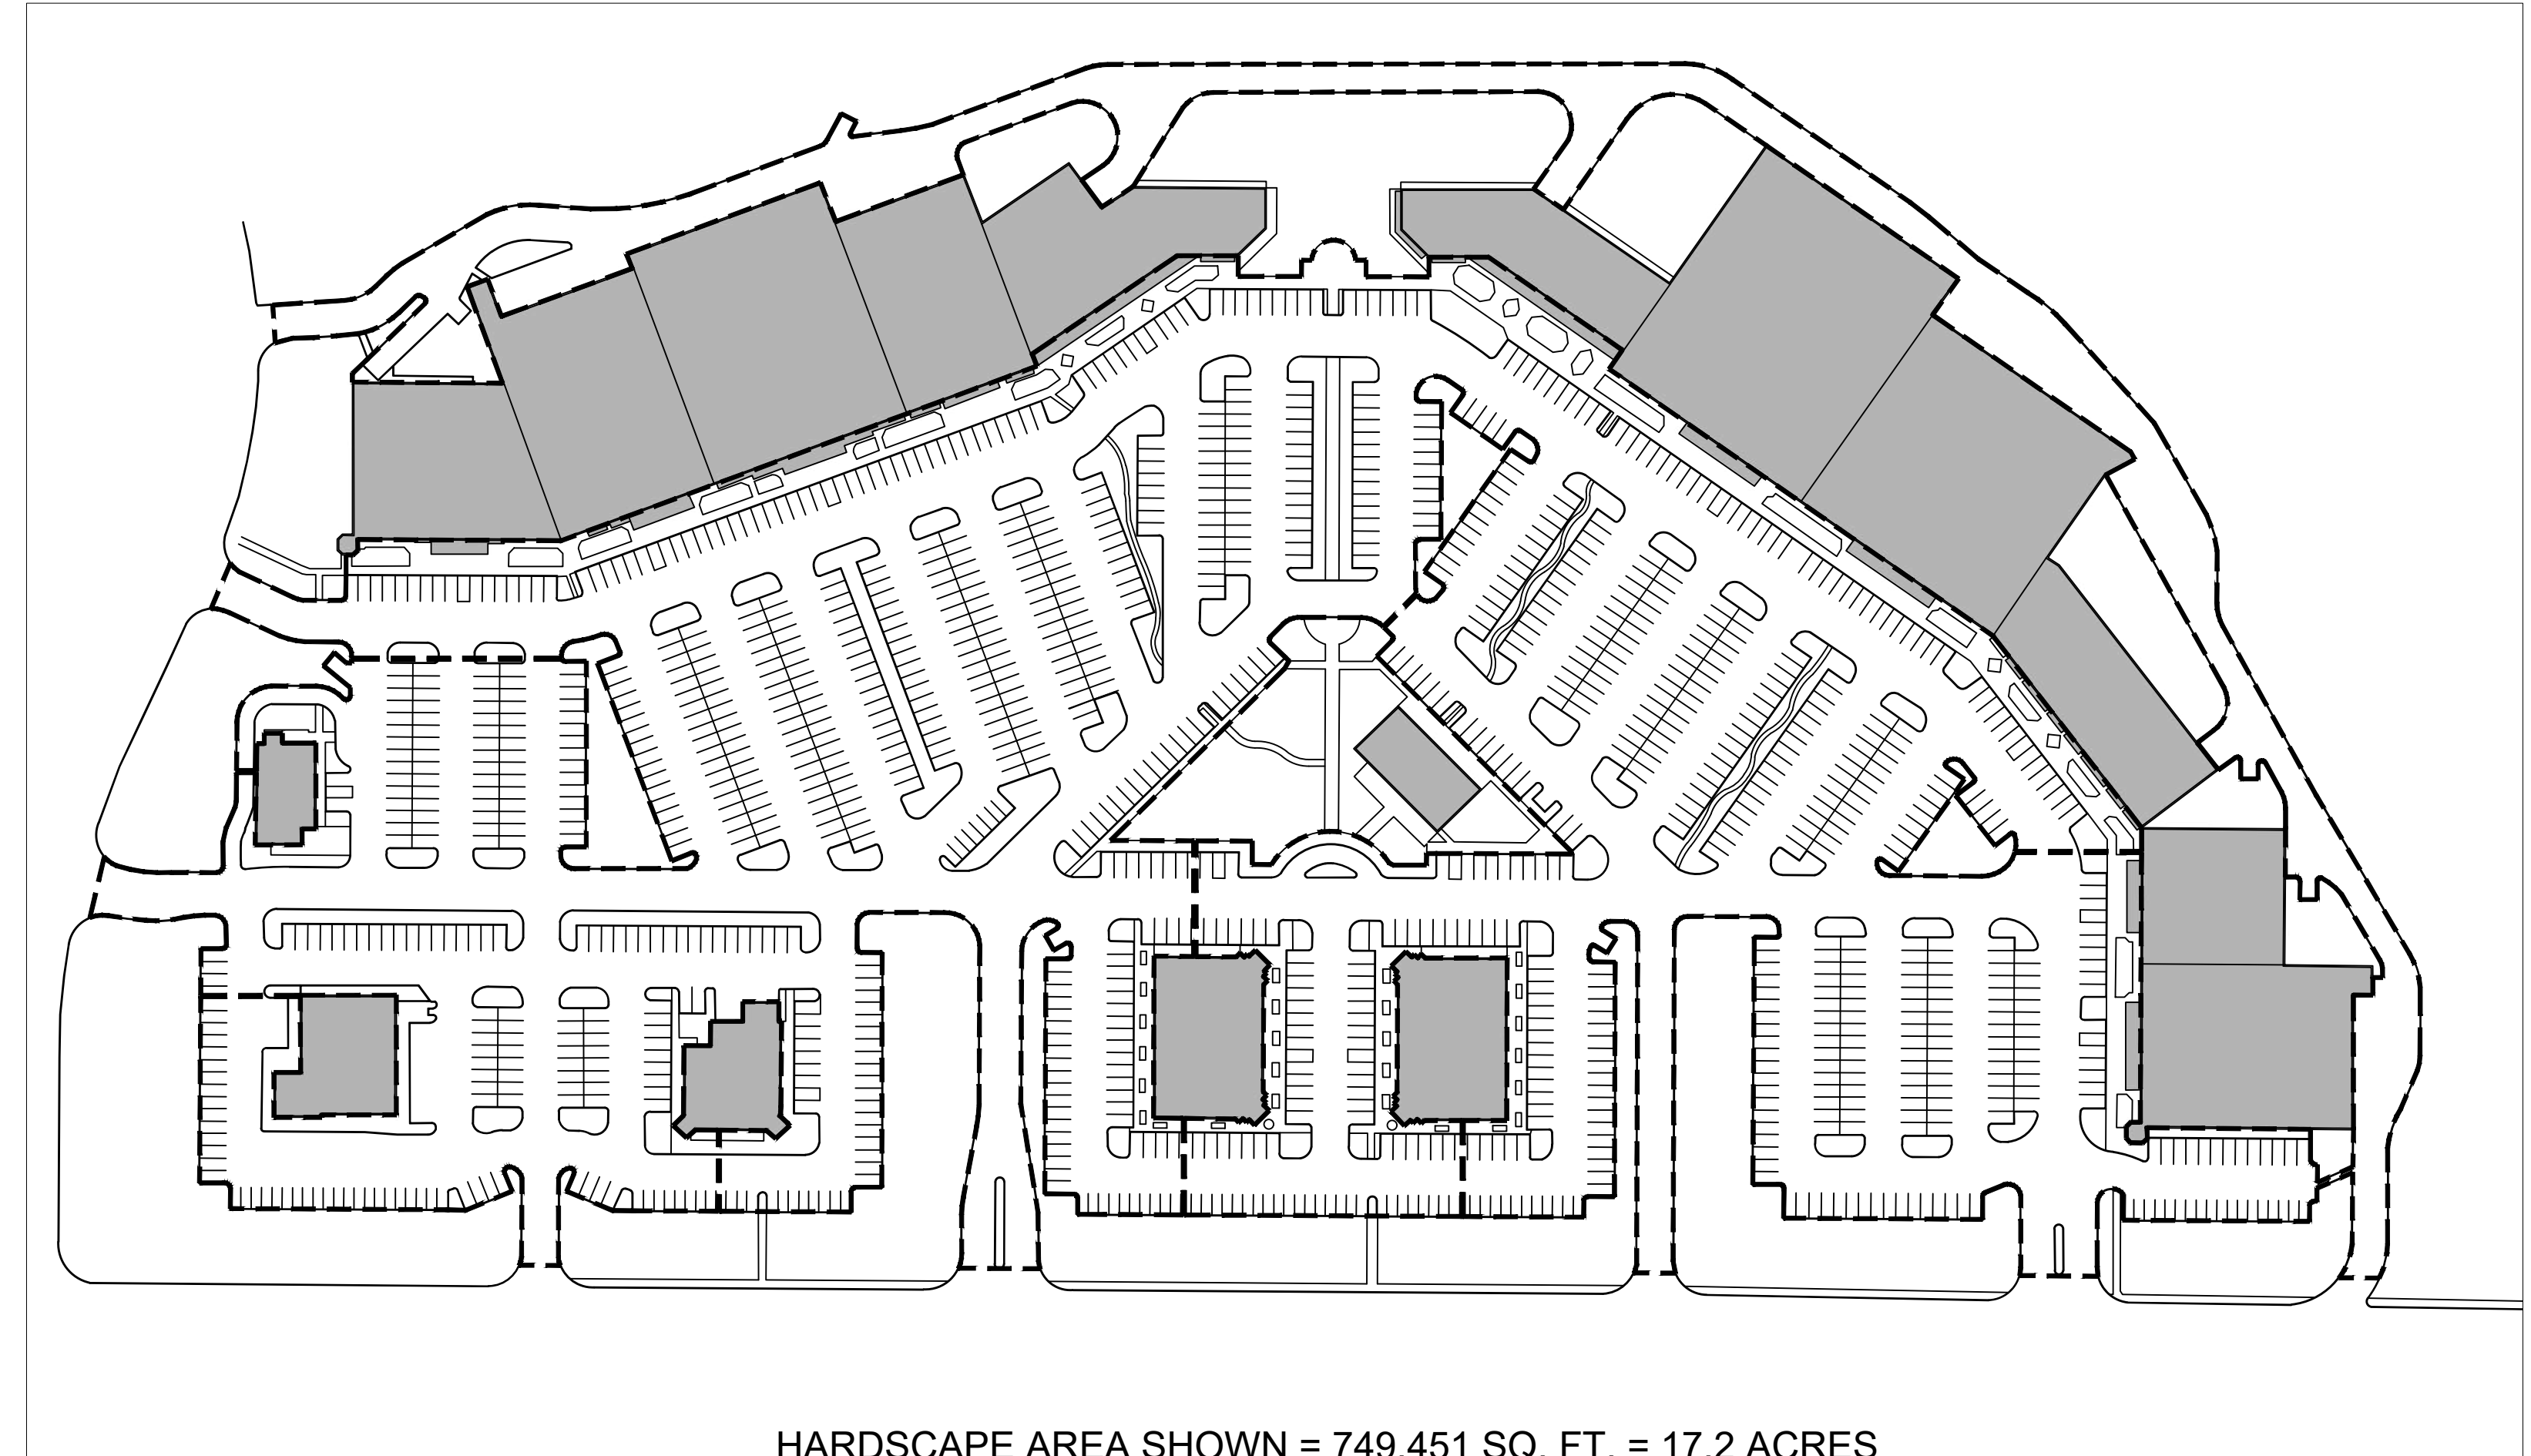 HARDSCAPE AREA SHOWN = 749,451 SQ. FT. = 17.2 ACRES